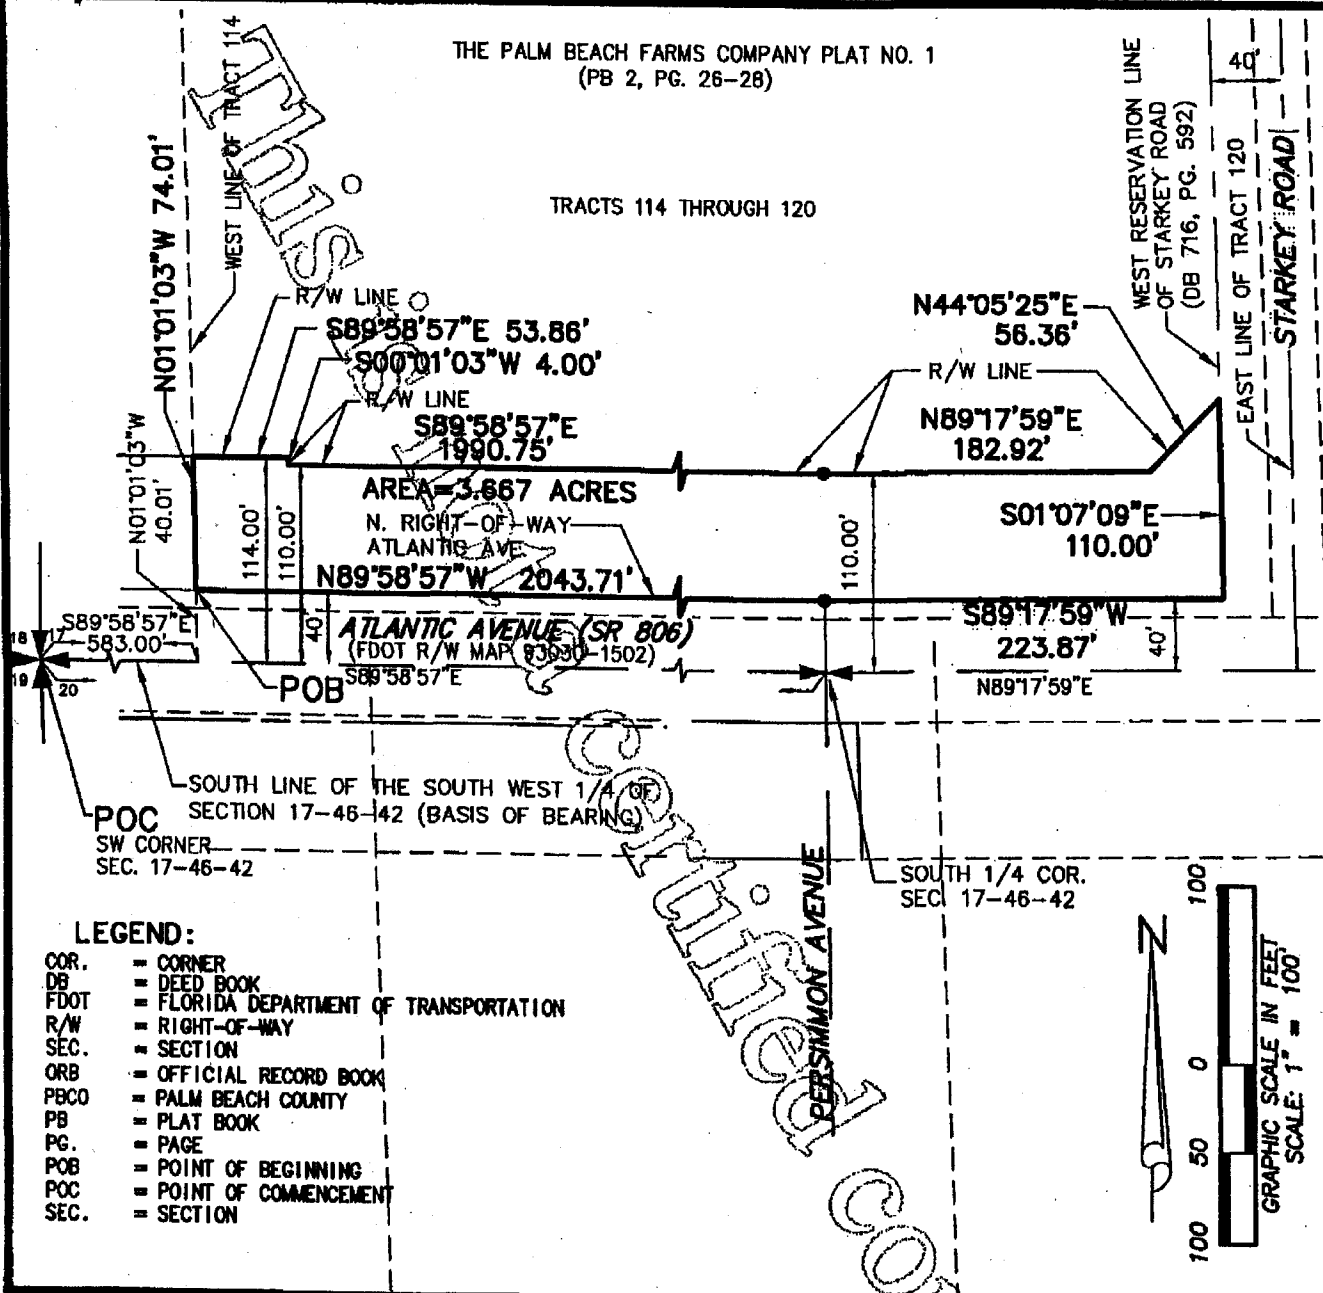 THE PALM BEACH FARMS COMPANY PLAT NO. 1
(PB 2, PG. 26-28)
TRACTS 114 THROUGH 120
WEST LINE OF TRACT 114
N01°01'03"W 74.01'
R/W LINE
S89°58'57"E 53.86'
S00°01'03"W 4.00'
R/W LINE
S89°58'57"E
1990.75'
AREA=3.667 ACRES
N. RIGHT-OF-WAY
ATLANTIC AVE.
N89°58'57"W 2043.71'
N01°01'03"W
40.01'
114.00'
110.00'
40'
ATLANTIC AVENUE (SR 806)
(FDOT R/W MAP 93030-1502)
S89°58'57"E
S89°58'57"E
583.00'
18
17
19
20
POB
WEST RESERVATION LINE
OF STARKEY ROAD
(DB 716, PG. 592)
40'
EAST LINE OF TRACT 120
STARKEY ROAD
N44°05'25"E
56.36'
R/W LINE
N89°17'59"E
182.92'
110.00'
S01°07'09"E
110.00'
S89°17'59"W
223.87'
40'
N89°17'59"E
SOUTH LINE OF THE SOUTH WEST 1/4 OF
SECTION 17-46-42 (BASIS OF BEARING)
POC
SW CORNER
SEC. 17-46-42
SOUTH 1/4 COR.
SEC 17-46-42
PERSIMMON AVENUE
LEGEND:
COR. = CORNER
DB = DEED BOOK
FDOT = FLORIDA DEPARTMENT OF TRANSPORTATION
R/W = RIGHT-OF-WAY
SEC. = SECTION
ORB = OFFICIAL RECORD BOOK
PBCO = PALM BEACH COUNTY
PB = PLAT BOOK
PG. = PAGE
POB = POINT OF BEGINNING
POC = POINT OF COMMENCEMENT
SEC. = SECTION
N
100
0
50
100
GRAPHIC SCALE IN FEET
SCALE: 1" = 100'
This is
certified